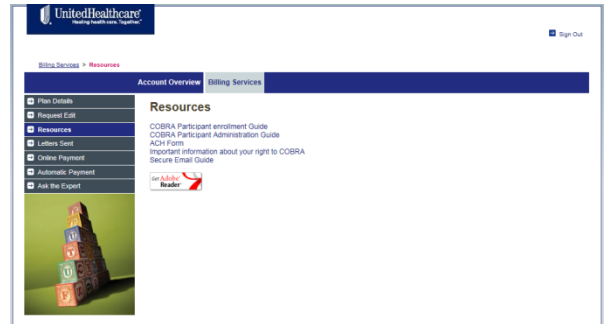 UnitedHealthcare®
Healing health care. Together.™
Sign Out
Billing Services > Resources
Account Overview Billing Services
Plan Details
Request Edit
Resources
Letters Sent
Online Payment
Automatic Payment
Ask the Expert
Resources
COBRA Participant enrollment Guide
COBRA Participant Administration Guide
ACH Form
Important information about your right to COBRA
Secure Email Guide
Get Adobe®
Reader®